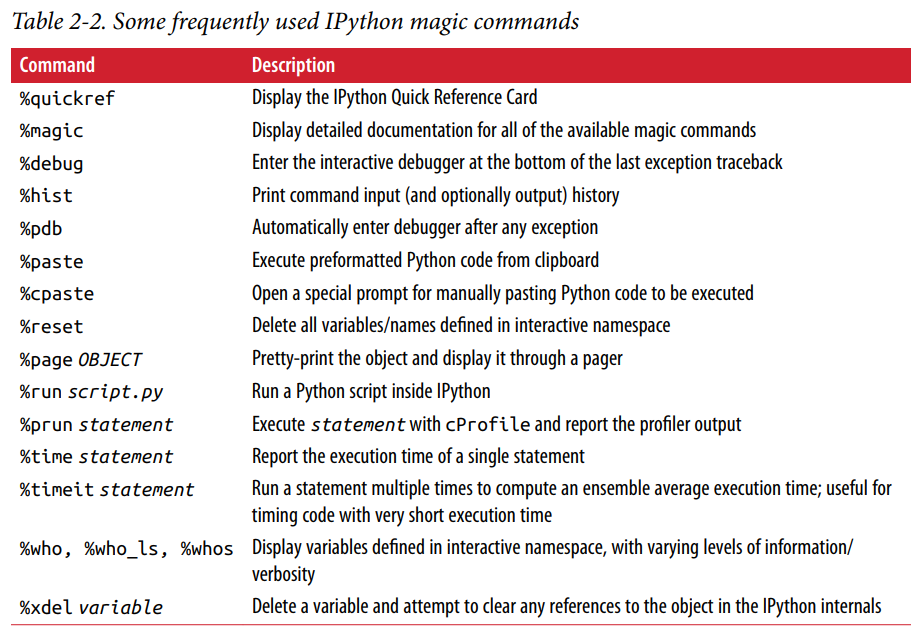 Table 2-2. Some frequently used IPython magic commands
Command Description
%quickref Display the IPython Quick Reference Card
%magic Display detailed documentation for all of the available magic commands
%debug Enter the interactive debugger at the bottom of the last exception traceback
%hist Print command input (and optionally output) history
%pdb Automatically enter debugger after any exception
%paste Execute preformatted Python code from clipboard
%cpaste Open a special prompt for manually pasting Python code to be executed
%reset Delete all variables/names defined in interactive namespace
%page OBJECT Pretty-print the object and display it through a pager
%run script.py Run a Python script inside IPython
%prun statement Execute statement with cProfile and report the profiler output
%time statement Report the execution time of a single statement
%timeit statement Run a statement multiple times to compute an ensemble average execution time; useful for
timing code with very short execution time
%who, %who_ls, %whos Display variables defined in interactive namespace, with varying levels of information/
verbosity
%xdel variable Delete a variable and attempt to clear any references to the object in the IPython internals